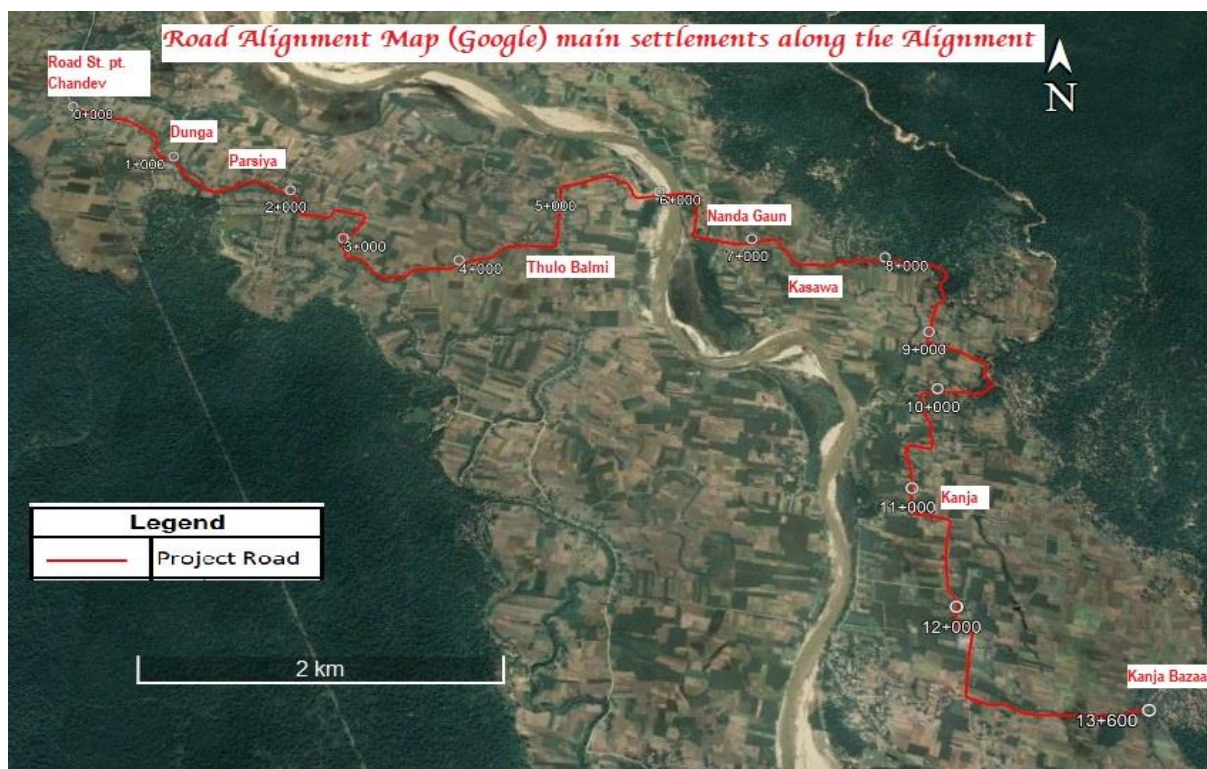 Road Alignment Map (Google) main settlements along the Alignment
Road St. pt.
Chandev
N
0+000
Dunga
1+000
Parsiya
2+000
3+000
4+000
Thulo Balmi
5+000
6+000
Nanda Gaun
7+000
Kasawa
8+000
9+000
10+000
11+000
Kanja
12+000
Kanja Bazaa
13+600
Legend
Project Road
2 km